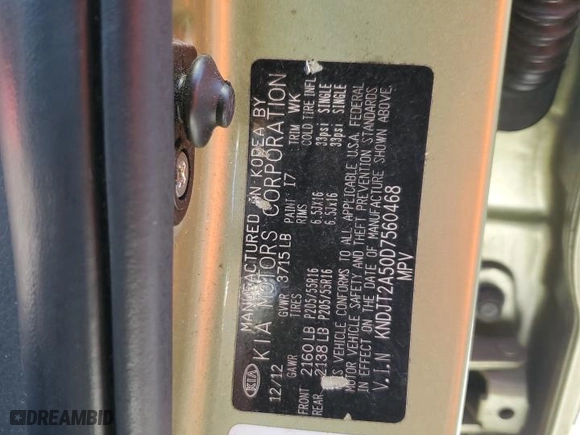 KIA
MANUFACTURED ON KOREA BY
KIA MOTORS CORPORATION
12/12 GVWR 3715LB PAINT I7 TRIM WK
GAWR TIRES RIMS COLD TIRE INFL
FRONT 2160 LB P205/55R16 6.5JX16 33psi SINGLE
REAR 2138 LB P205/55R16 6.5JX16 33psi SINGLE
IS VEHICLE CONFORMS TO ALL APPLICABLE U.S.A. FEDERAL
MOTOR VEHICLE SAFETY AND THEFT PREVENTION STANDARDS
IN EFFECT ON THE DATE OF MANUFACTURE SHOWN ABOVE.
V.I.N KNDJT2A50D7560468
MPV
DREAMBID